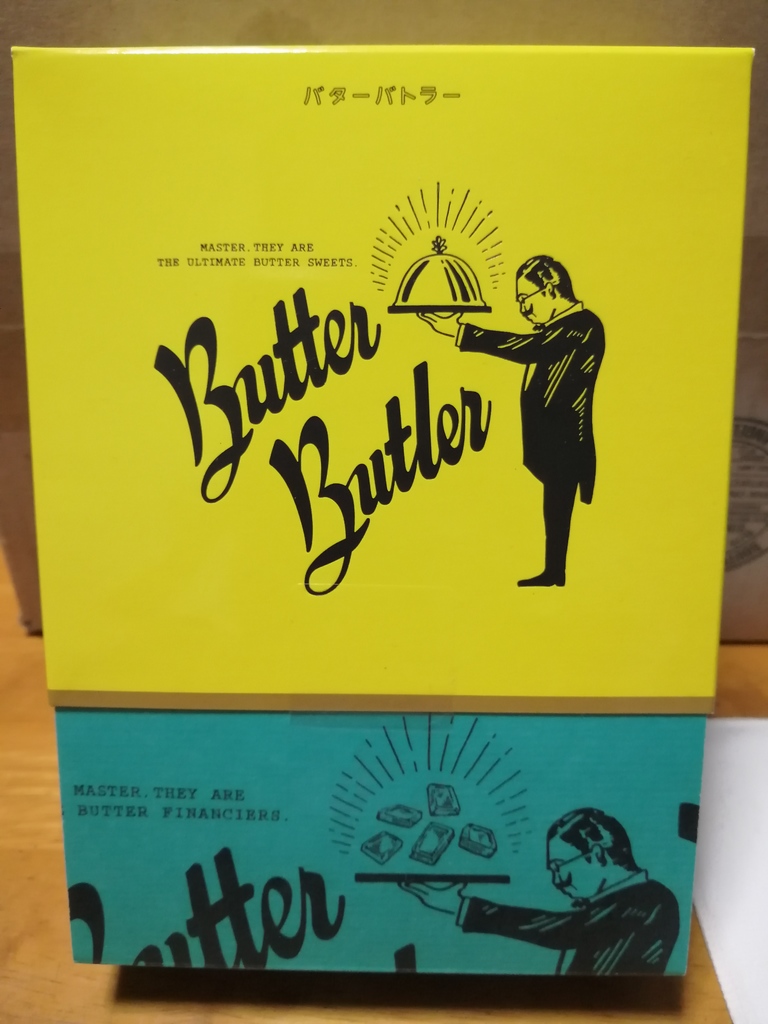 バターバトラー
MASTER. THEY ARE
THE ULTIMATE BUTTER SWEETS.
Butter
Butler
MASTER. THEY ARE
BUTTER FINANCIERS.
Butter